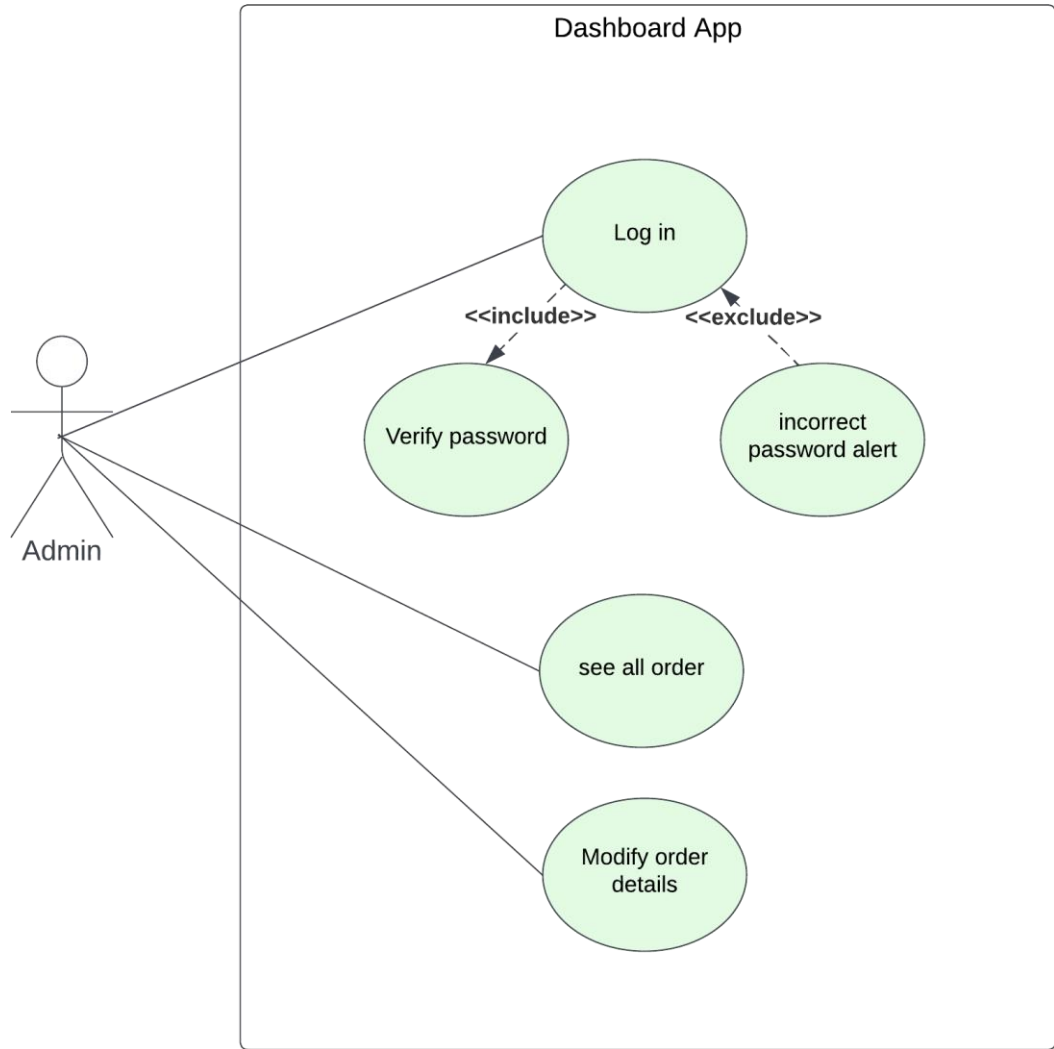 Dashboard App
Log in
<<include>>
<<exclude>>
Verify password
incorrect
password alert
Admin
see all order
Modify order
details